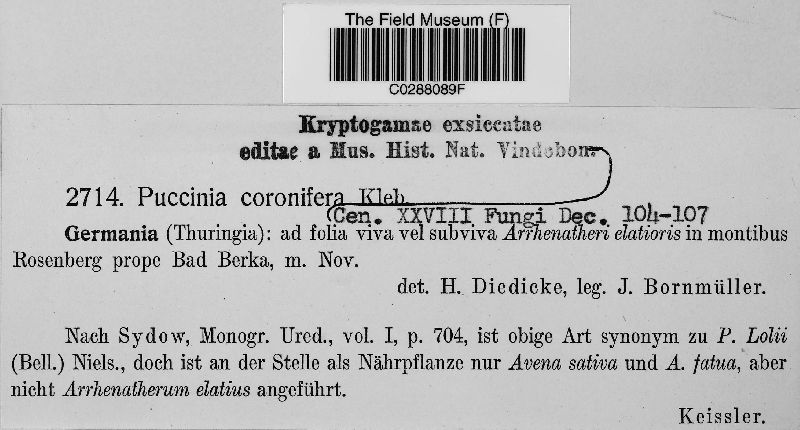 The Field Museum (F)
C0288089F
Kryptogamae exsiccatae
editae a Mus. Hist. Nat. Vindobon.
2714. Puccinia coronifera Kleb.
Cen. XXVIII Fungi Dec. 104-107
Germania (Thuringia): ad folia viva vel subviva Arrhenatheri elatioris in montibus
Rosenberg prope Bad Berka, m. Nov.
det. H. Diedicke, leg. J. Bornmüller.
Nach Sydow, Monogr. Ured., vol. I, p. 704, ist obige Art synonym zu P. Lolii
(Bell.) Niels., doch ist an der Stelle als Nährpflanze nur Avena sativa und A. fatua, aber
nicht Arrhenatherum elatius angeführt.
Keissler.